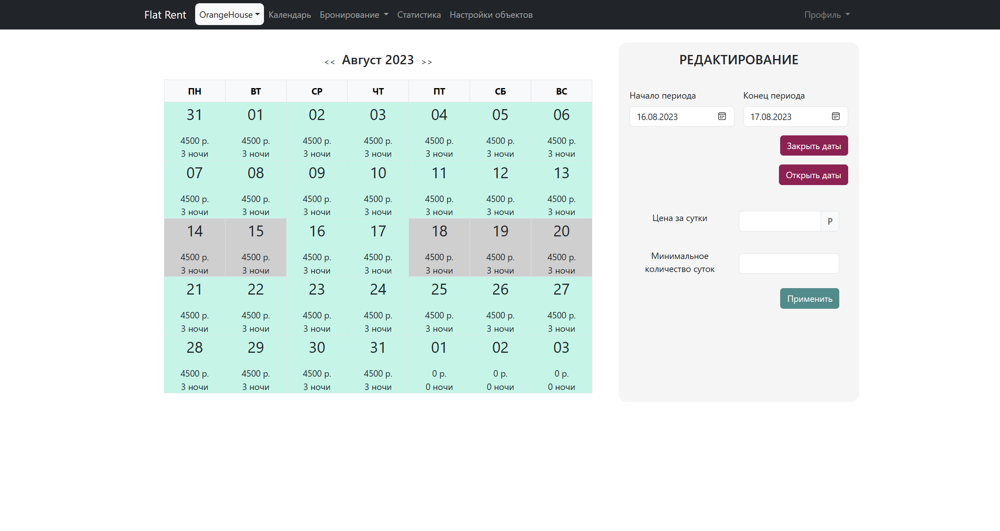 Flat Rent OrangeHouse Календарь Бронирование Статистика Настройки объектов Профиль
<< Август 2023 >>
ПН ВТ СР ЧТ ПТ СБ ВС
31 01 02 03 04 05 06
4500 р. 4500 р. 4500 р. 4500 р. 4500 р. 4500 р. 4500 р.
3 ночи 3 ночи 3 ночи 3 ночи 3 ночи 3 ночи 3 ночи
07 08 09 10 11 12 13
4500 р. 4500 р. 4500 р. 4500 р. 4500 р. 4500 р. 4500 р.
3 ночи 3 ночи 3 ночи 3 ночи 3 ночи 3 ночи 3 ночи
14 15 16 17 18 19 20
4500 р. 4500 р. 4500 р. 4500 р. 4500 р. 4500 р. 4500 р.
3 ночи 3 ночи 3 ночи 3 ночи 3 ночи 3 ночи 3 ночи
21 22 23 24 25 26 27
4500 р. 4500 р. 4500 р. 4500 р. 4500 р. 4500 р. 4500 р.
3 ночи 3 ночи 3 ночи 3 ночи 3 ночи 3 ночи 3 ночи
28 29 30 31 01 02 03
4500 р. 4500 р. 4500 р. 4500 р. 0 р. 0 р. 0 р.
3 ночи 3 ночи 3 ночи 3 ночи 0 ночи 0 ночи 0 ночи
РЕДАКТИРОВАНИЕ
Начало периода Конец периода
16.08.2023 17.08.2023
Закрыть даты
Открыть даты
Цена за сутки Р
Минимальное
количество суток
Применить